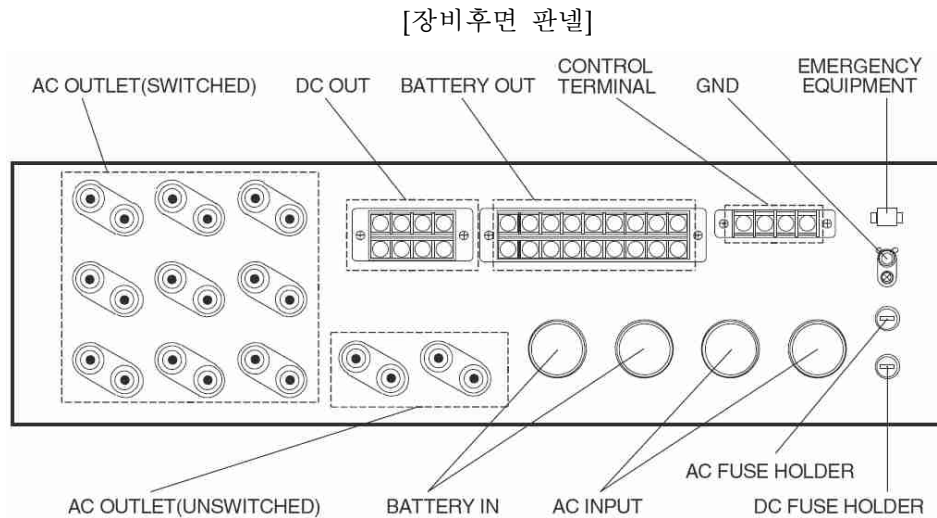 [장비후면 판넬]
AC OUTLET(SWITCHED)
DC OUT
BATTERY OUT
CONTROL
TERMINAL
GND
EMERGENCY
EQUIPMENT
AC OUTLET(UNSWITCHED)
BATTERY IN
AC INPUT
AC FUSE HOLDER
DC FUSE HOLDER